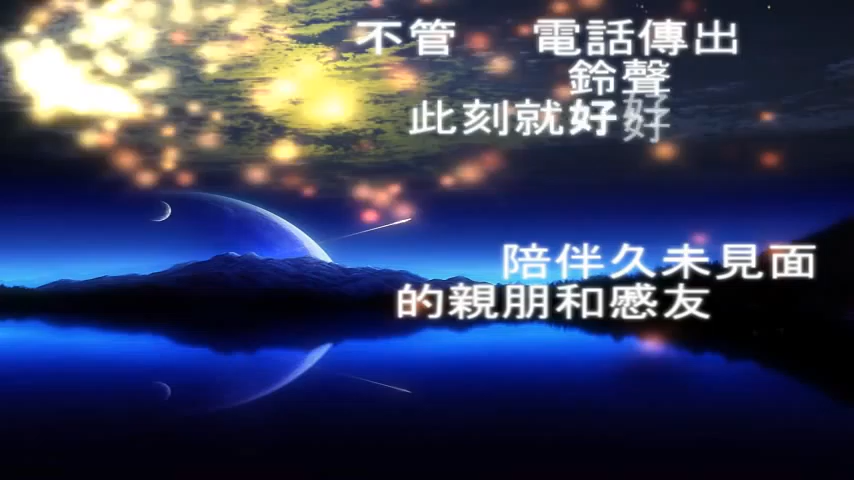 不管 電話傳出
鈴聲
此刻就好好
陪伴久未見面
的親朋和感友